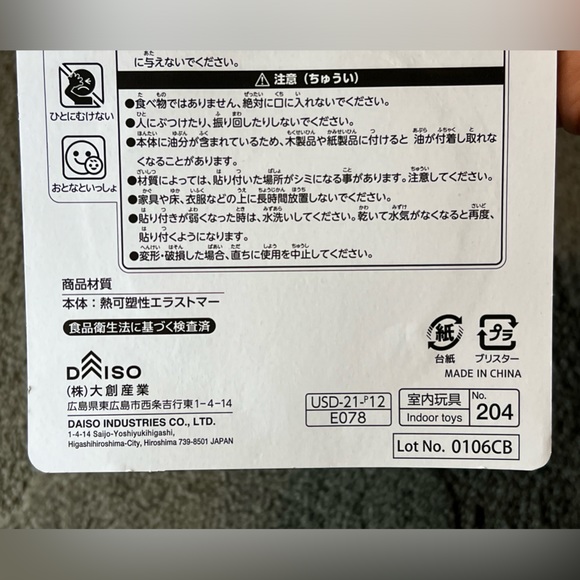 に与えないでください。
注意（ちゅうい）
●食べ物ではありません、絶対に口に入れないでください。
●人にぶつけたり、振り回したりしないでください。
●本体に油分が含まれているため、木製品や紙製品に付けると 油が付着し取れな
くなることがあります。
●材質によっては、貼り付いた場所がシミになる事があります。注意してください。
●家具や床、衣服などの上に長時間放置しないでください。
●貼り付きが弱くなった時は、水洗いしてください。乾いて水気がなくなると再度、
貼り付くようになります。
●変形・破損した場合、直ちに使用を中止してください。
ひとにむけない
おとなといっしょ
商品材質
本体：熱可塑性エラストマー
食品衛生法に基づく検査済
DAISO
(株)大創産業
広島県東広島市西条吉行東1-4-14
DAISO INDUSTRIES CO., LTD.
1-4-14 Saijo-Yoshiyukihigashi,
Higashihiroshima-City, Hiroshima 739-8501 JAPAN
紙 プラ
台紙 ブリスター
MADE IN CHINA
USD-21-P12
E078
室内玩具
Indoor toys
No.
204
Lot No. 0106CB